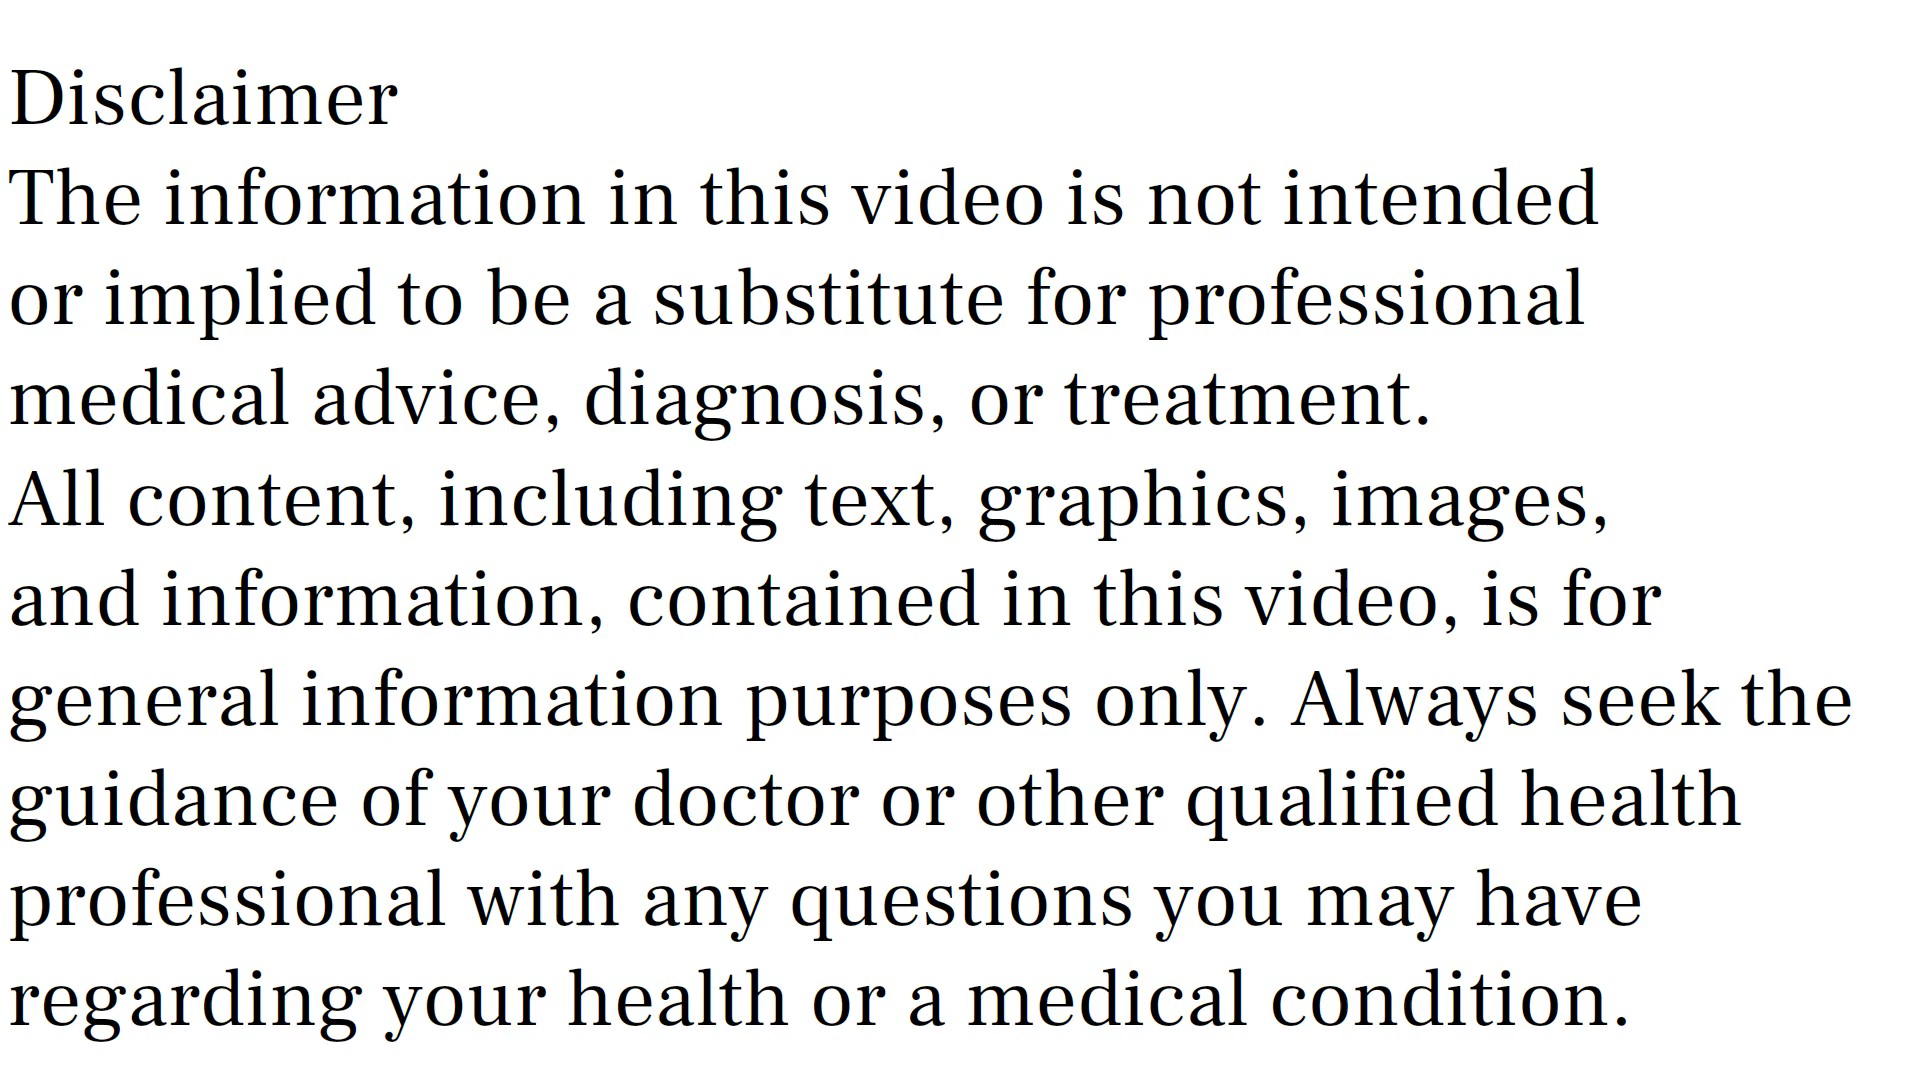 Disclaimer
The information in this video is not intended
or implied to be a substitute for professional
medical advice, diagnosis, or treatment.
All content, including text, graphics, images,
and information, contained in this video, is for
general information purposes only. Always seek the
guidance of your doctor or other qualified health
professional with any questions you may have
regarding your health or a medical condition.